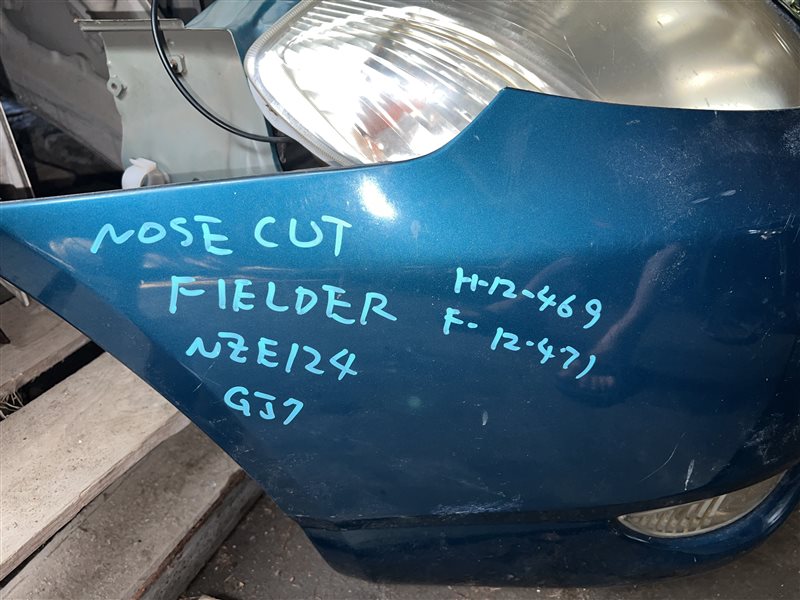 NOSE CUT
FIELDER
NZE124
GJ7
H-12-469
F-12-471